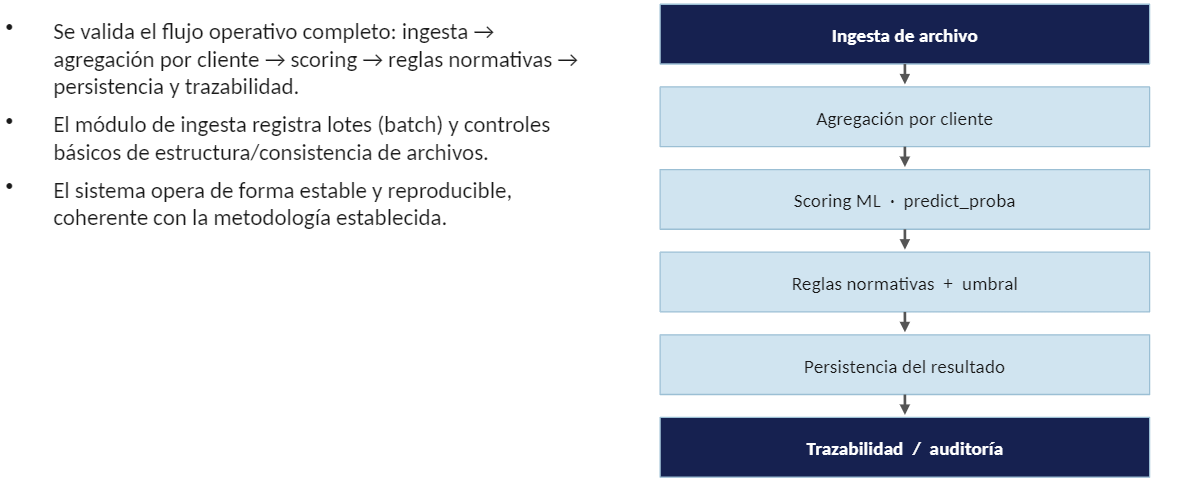 • Se valida el flujo operativo completo: ingesta →
agregación por cliente → scoring → reglas normativas →
persistencia y trazabilidad.
• El módulo de ingesta registra lotes (batch) y controles
básicos de estructura/consistencia de archivos.
• El sistema opera de forma estable y reproducible,
coherente con la metodología establecida.
Ingesta de archivo
Agregación por cliente
Scoring ML · predict_proba
Reglas normativas + umbral
Persistencia del resultado
Trazabilidad / auditoría